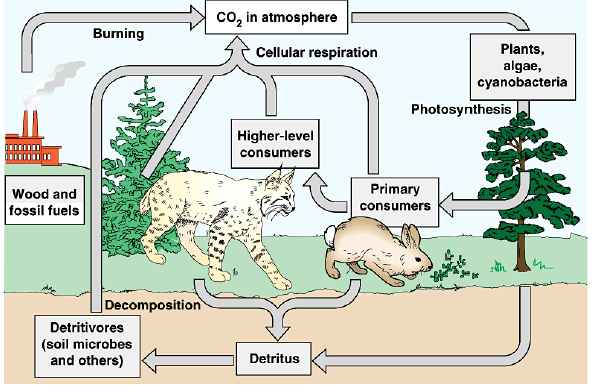 CO₂ in atmosphere
Burning
Cellular respiration
Plants,
algae,
cyanobacteria
Photosynthesis
Higher-level
consumers
Wood and
fossil fuels
Primary
consumers
Decomposition
Detritivores
(soil microbes
and others)
Detritus